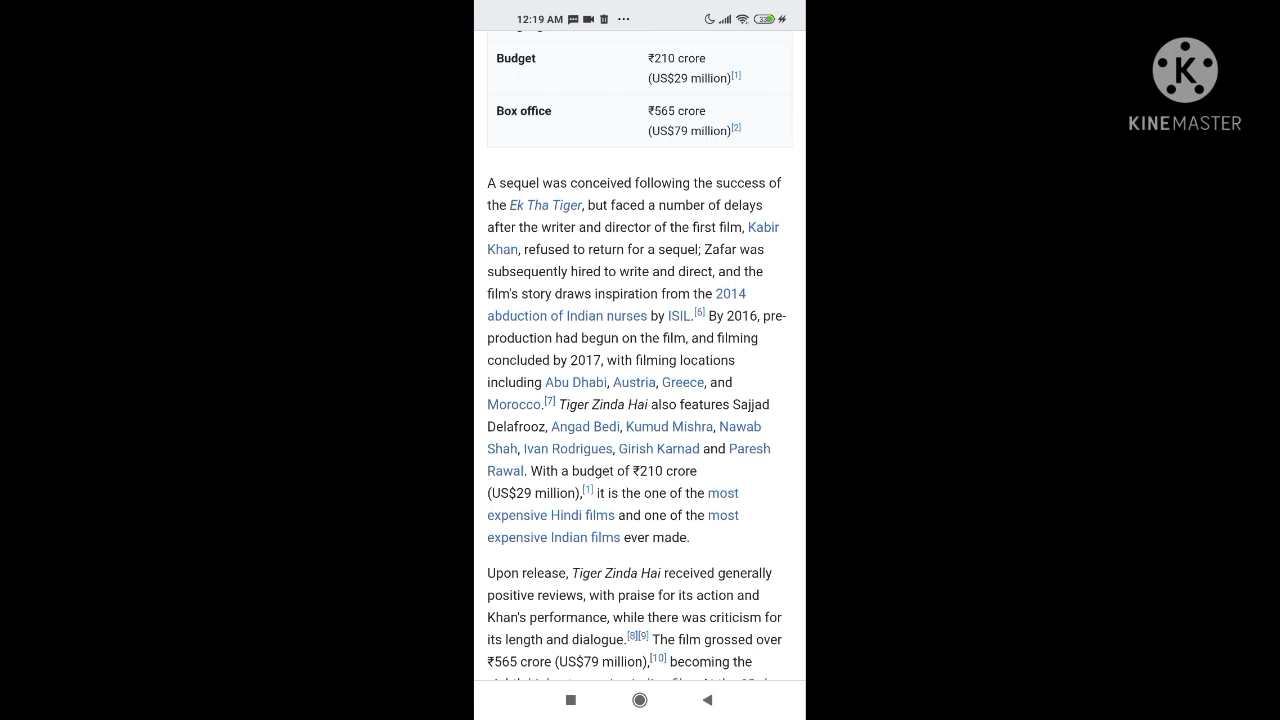 12:19 AM
33
Budget
₹210 crore
(US$29 million)[1]
Box office
₹565 crore
(US$79 million)[2]
A sequel was conceived following the success of
the Ek Tha Tiger, but faced a number of delays
after the writer and director of the first film, Kabir
Khan, refused to return for a sequel; Zafar was
subsequently hired to write and direct, and the
film's story draws inspiration from the 2014
abduction of Indian nurses by ISIL.[6] By 2016, pre-
production had begun on the film, and filming
concluded by 2017, with filming locations
including Abu Dhabi, Austria, Greece, and
Morocco.[7] Tiger Zinda Hai also features Sajjad
Delafrooz, Angad Bedi, Kumud Mishra, Nawab
Shah, Ivan Rodrigues, Girish Karnad and Paresh
Rawal. With a budget of ₹210 crore
(US$29 million),[1] it is the one of the most
expensive Hindi films and one of the most
expensive Indian films ever made.
Upon release, Tiger Zinda Hai received generally
positive reviews, with praise for its action and
Khan's performance, while there was criticism for
its length and dialogue.[8][9] The film grossed over
₹565 crore (US$79 million),[10] becoming the
K
KINEMASTER